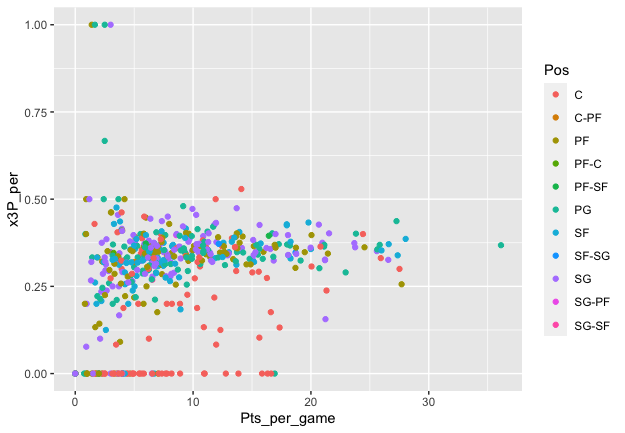 1.00
0.75
0.50
0.25
0.00
x3P_per
0
10
20
30
Pts_per_game
Pos
C
C-PF
PF
PF-C
PF-SF
PG
SF
SF-SG
SG
SG-PF
SG-SF